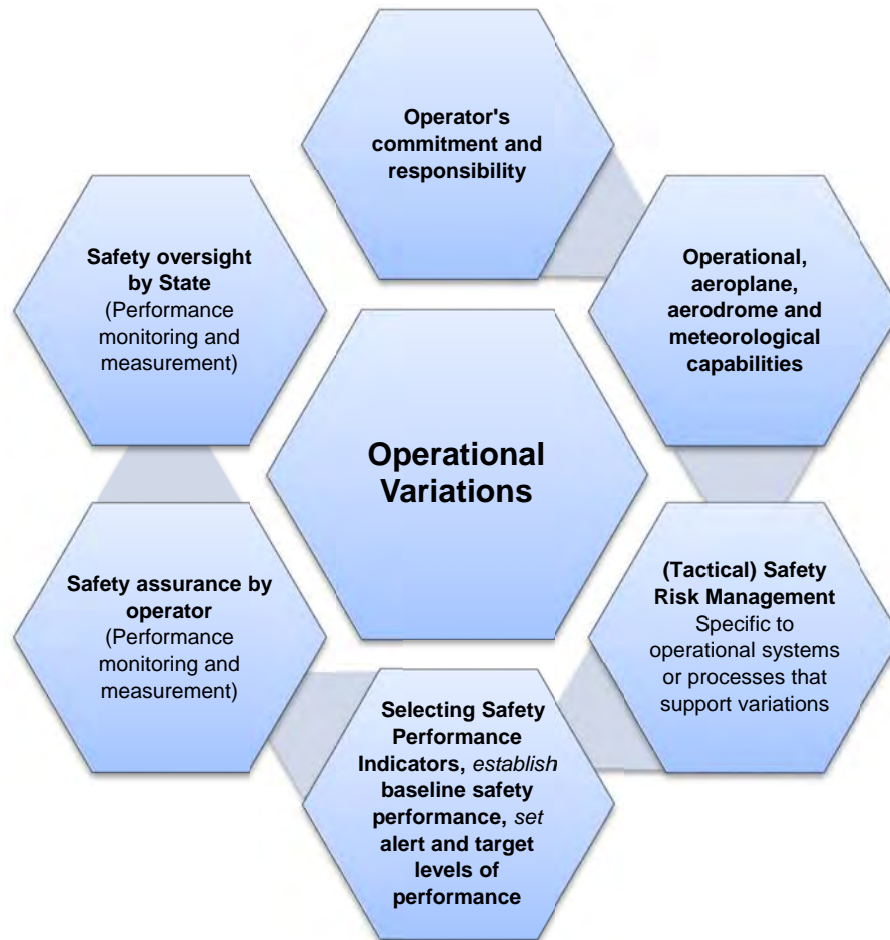 Operator's
commitment and
responsibility
Operational,
aeroplane,
aerodrome and
meteorological
capabilities
(Tactical) Safety
Risk Management
Specific to
operational systems
or processes that
support variations
Selecting Safety
Performance
Indicators, establish
baseline safety
performance, set
alert and target
levels of
performance
Safety assurance by
operator
(Performance
monitoring and
measurement)
Safety oversight
by State
(Performance
monitoring and
measurement)
Operational
Variations